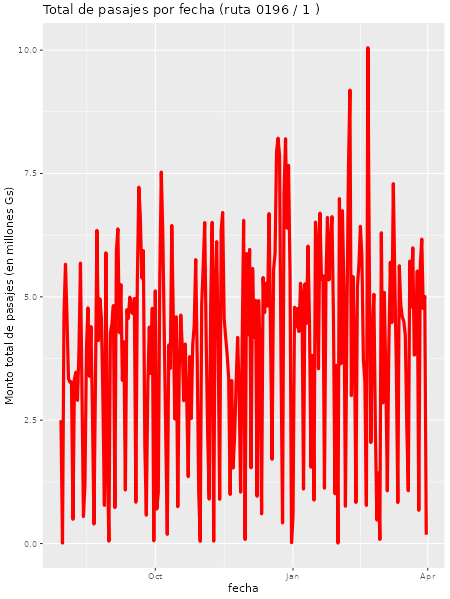 Total de pasajes por fecha (ruta 0196 / 1 )
Monto total de pasajes (en millones Gs)
10.0
7.5
5.0
2.5
0.0
Oct
Jan
Apr
fecha